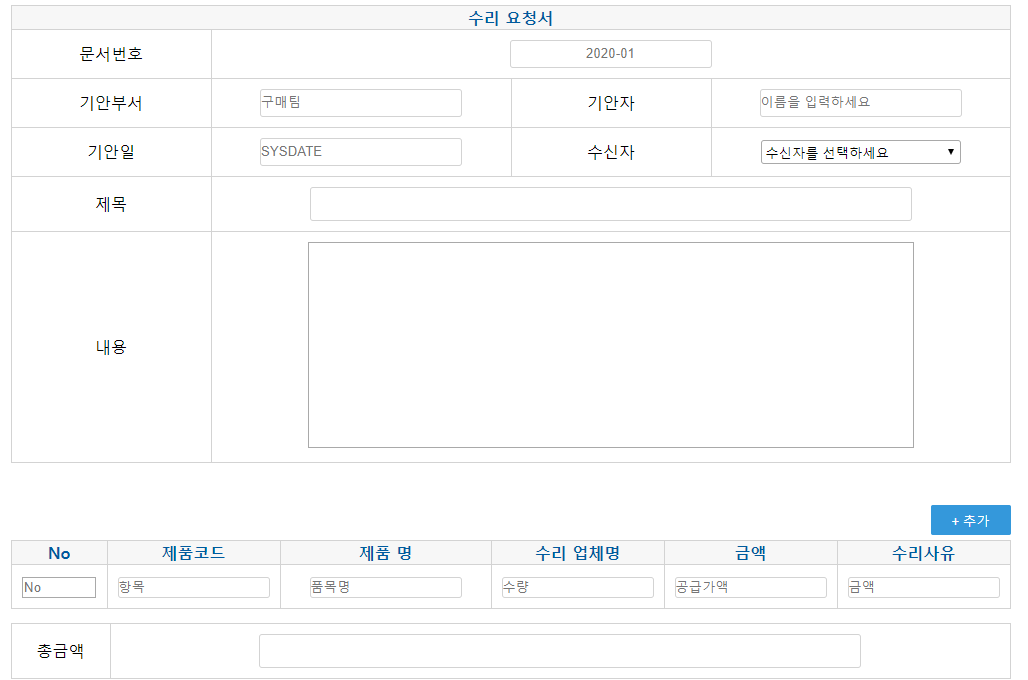 수리 요청서
문서번호 2020-01
기안부서 구매팀 기안자 이름을 입력하세요
기안일 SYSDATE 수신자 수신자를 선택하세요
제목
내용
+ 추가
No 제품코드 제품 명 수리 업체명 금액 수리사유
No 항목 품목명 수량 공급가액 금액
총금액